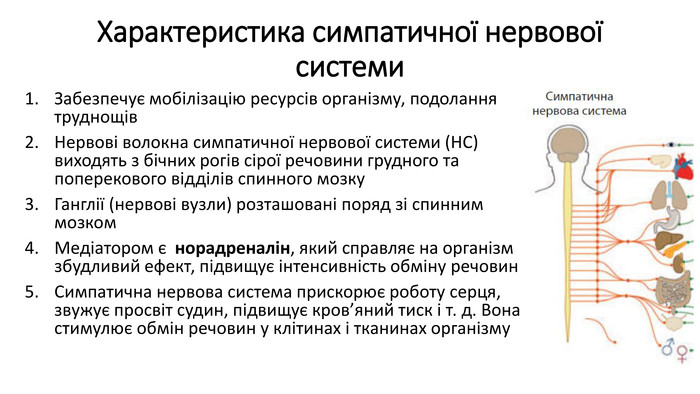 Характеристика симпатичної нервової
системи
1. Забезпечує мобілізацію ресурсів організму, подолання
труднощів
2. Нервові волокна симпатичної нервової системи (НС)
виходять з бічних рогів сірої речовини грудного та
поперекового відділів спинного мозку
3. Ганглії (нервові вузли) розташовані поряд зі спинним
мозком
4. Медіатором є норадреналін, який справляє на організм
збудливий ефект, підвищує інтенсивність обміну речовин
5. Симпатична нервова система прискорює роботу серця,
звужує просвіт судин, підвищує кров’яний тиск і т. д. Вона
стимулює обмін речовин у клітинах і тканинах організму
Симпатична
нервова система